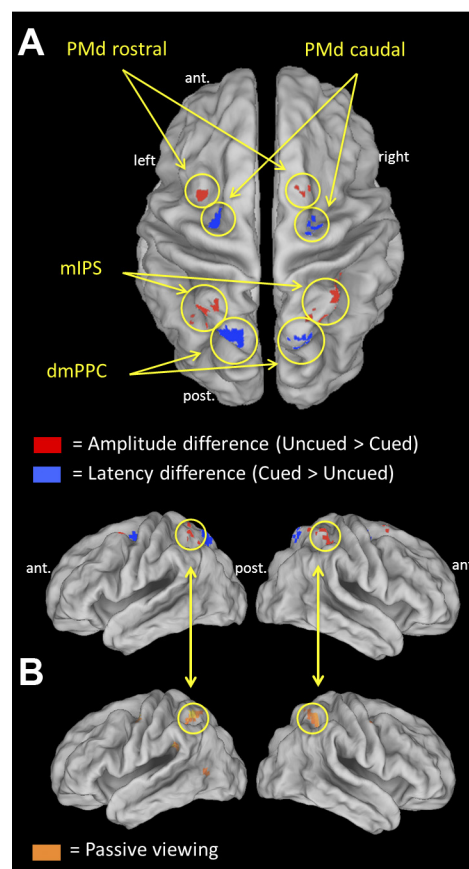 A
PMd rostral
PMd caudal
ant.
left
right
mIPS
dmPPC
post.
= Amplitude difference (Uncued > Cued)
= Latency difference (Cued > Uncued)
ant.
post.
ant
B
= Passive viewing